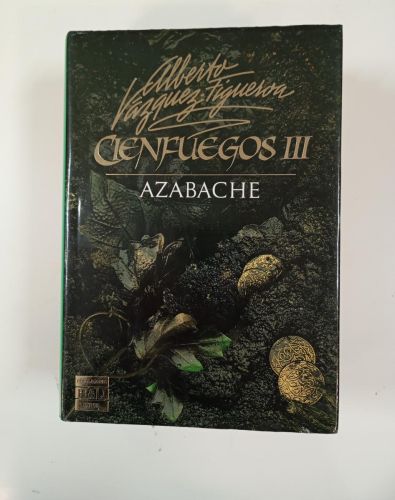 Alberto
Vázquez-Figueroa
CIENFUEGOS III
AZABACHE